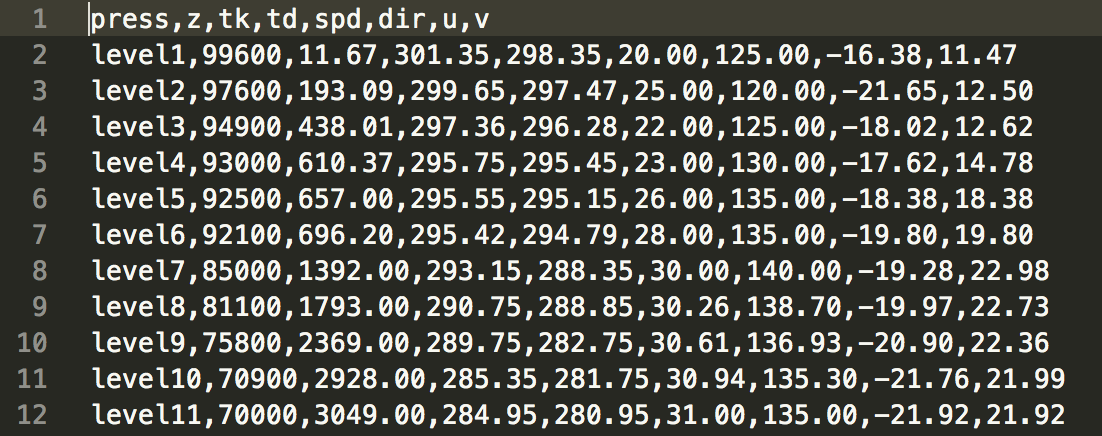 1 press,z,tk,td,spd,dir,u,v
2 level1,99600,11.67,301.35,298.35,20.00,125.00,-16.38,11.47
3 level2,97600,193.09,299.65,297.47,25.00,120.00,-21.65,12.50
4 level3,94900,438.01,297.36,296.28,22.00,125.00,-18.02,12.62
5 level4,93000,610.37,295.75,295.45,23.00,130.00,-17.62,14.78
6 level5,92500,657.00,295.55,295.15,26.00,135.00,-18.38,18.38
7 level6,92100,696.20,295.42,294.79,28.00,135.00,-19.80,19.80
8 level7,85000,1392.00,293.15,288.35,30.00,140.00,-19.28,22.98
9 level8,81100,1793.00,290.75,288.85,30.26,138.70,-19.97,22.73
10 level9,75800,2369.00,289.75,282.75,30.61,136.93,-20.90,22.36
11 level10,70900,2928.00,285.35,281.75,30.94,135.30,-21.76,21.99
12 level11,70000,3049.00,284.95,280.95,31.00,135.00,-21.92,21.92